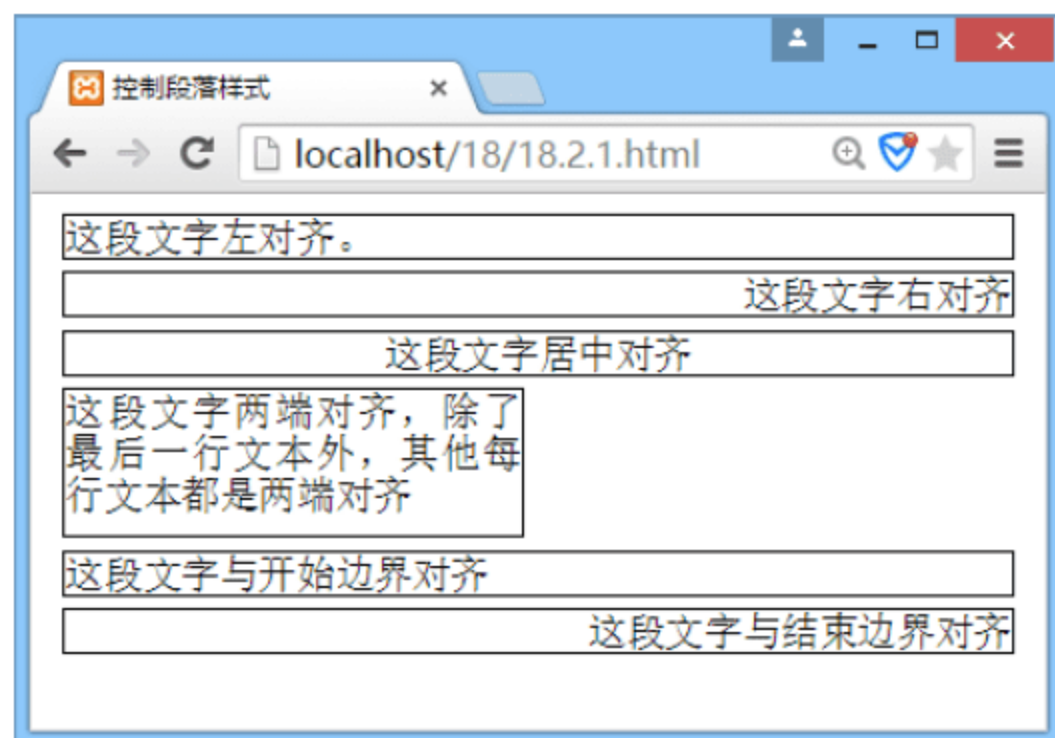 控制段落样式
localhost/18/18.2.1.html
这段文字左对齐。
这段文字右对齐
这段文字居中对齐
这段文字两端对齐，除了
最后一行文本外，其他每
行文本都是两端对齐
这段文字与开始边界对齐
这段文字与结束边界对齐